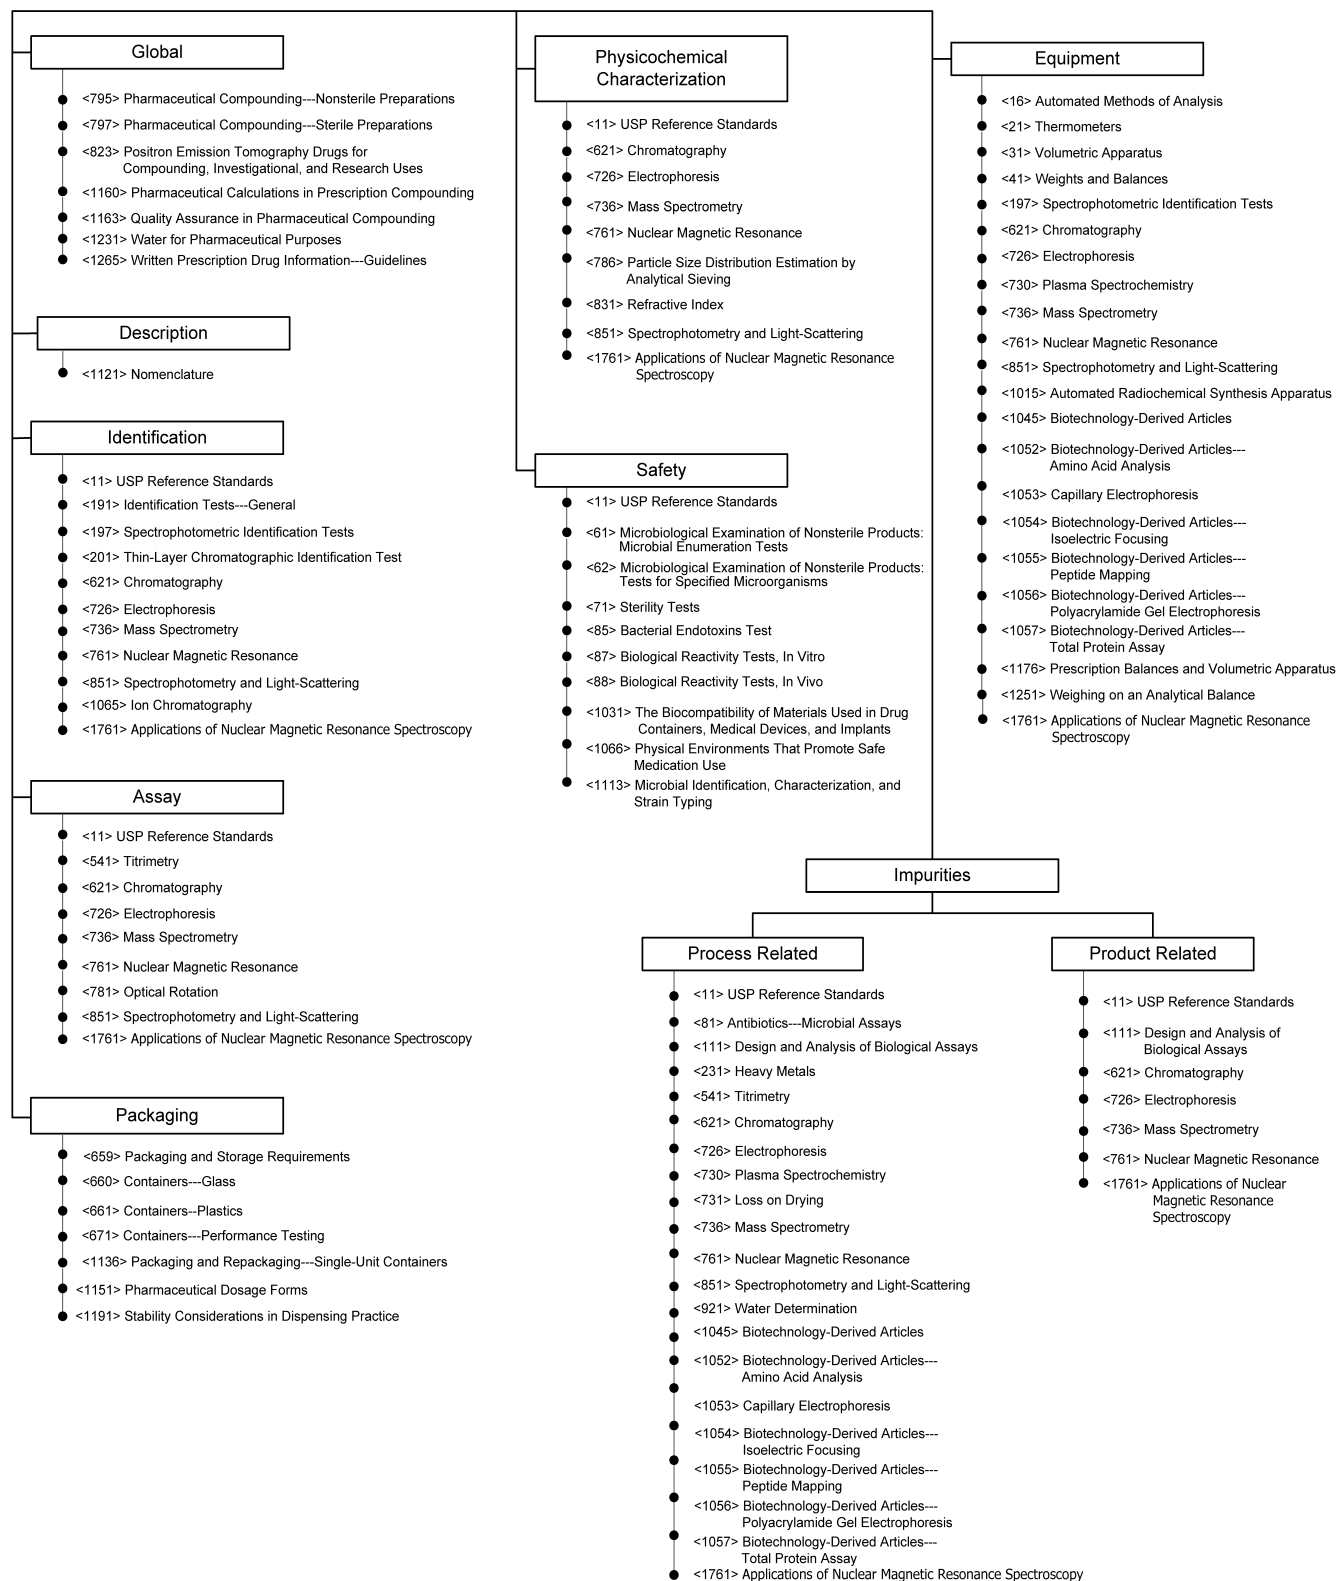 Global
<795> Pharmaceutical Compounding---Nonsterile Preparations
<797> Pharmaceutical Compounding---Sterile Preparations
<823> Positron Emission Tomography Drugs for
Compounding, Investigational, and Research Uses
<1160> Pharmaceutical Calculations in Prescription Compounding
<1163> Quality Assurance in Pharmaceutical Compounding
<1231> Water for Pharmaceutical Purposes
<1265> Written Prescription Drug Information---Guidelines
Description
<1121> Nomenclature
Identification
<11> USP Reference Standards
<191> Identification Tests---General
<197> Spectrophotometric Identification Tests
<201> Thin-Layer Chromatographic Identification Test
<621> Chromatography
<726> Electrophoresis
<736> Mass Spectrometry
<761> Nuclear Magnetic Resonance
<851> Spectrophotometry and Light-Scattering
<1065> Ion Chromatography
<1761> Applications of Nuclear Magnetic Resonance Spectroscopy
Assay
<11> USP Reference Standards
<541> Titrimetry
<621> Chromatography
<726> Electrophoresis
<736> Mass Spectrometry
<761> Nuclear Magnetic Resonance
<781> Optical Rotation
<851> Spectrophotometry and Light-Scattering
<1761> Applications of Nuclear Magnetic Resonance Spectroscopy
Packaging
<659> Packaging and Storage Requirements
<660> Containers---Glass
<661> Containers--Plastics
<671> Containers---Performance Testing
<1136> Packaging and Repackaging---Single-Unit Containers
<1151> Pharmaceutical Dosage Forms
<1191> Stability Considerations in Dispensing Practice
Physicochemical
Characterization
<11> USP Reference Standards
<621> Chromatography
<726> Electrophoresis
<736> Mass Spectrometry
<761> Nuclear Magnetic Resonance
<786> Particle Size Distribution Estimation by
Analytical Sieving
<831> Refractive Index
<851> Spectrophotometry and Light-Scattering
<1761> Applications of Nuclear Magnetic Resonance
Spectroscopy
Safety
<11> USP Reference Standards
<61> Microbiological Examination of Nonsterile Products:
Microbial Enumeration Tests
<62> Microbiological Examination of Nonsterile Products:
Tests for Specified Microorganisms
<71> Sterility Tests
<85> Bacterial Endotoxins Test
<87> Biological Reactivity Tests, In Vitro
<88> Biological Reactivity Tests, In Vivo
<1031> The Biocompatibility of Materials Used in Drug
Containers, Medical Devices, and Implants
<1066> Physical Environments That Promote Safe
Medication Use
<1113> Microbial Identification, Characterization, and
Strain Typing
Equipment
<16> Automated Methods of Analysis
<21> Thermometers
<31> Volumetric Apparatus
<41> Weights and Balances
<197> Spectrophotometric Identification Tests
<621> Chromatography
<726> Electrophoresis
<730> Plasma Spectrochemistry
<736> Mass Spectrometry
<761> Nuclear Magnetic Resonance
<851> Spectrophotometry and Light-Scattering
<1015> Automated Radiochemical Synthesis Apparatus
<1045> Biotechnology-Derived Articles
<1052> Biotechnology-Derived Articles---
Amino Acid Analysis
<1053> Capillary Electrophoresis
<1054> Biotechnology-Derived Articles---
Isoelectric Focusing
<1055> Biotechnology-Derived Articles---
Peptide Mapping
<1056> Biotechnology-Derived Articles---
Polyacrylamide Gel Electrophoresis
<1057> Biotechnology-Derived Articles---
Total Protein Assay
<1176> Prescription Balances and Volumetric Apparatus
<1251> Weighing on an Analytical Balance
<1761> Applications of Nuclear Magnetic Resonance
Spectroscopy
Impurities
Process Related
<11> USP Reference Standards
<81> Antibiotics---Microbial Assays
<111> Design and Analysis of Biological Assays
<231> Heavy Metals
<541> Titrimetry
<621> Chromatography
<726> Electrophoresis
<730> Plasma Spectrochemistry
<731> Loss on Drying
<736> Mass Spectrometry
<761> Nuclear Magnetic Resonance
<851> Spectrophotometry and Light-Scattering
<921> Water Determination
<1045> Biotechnology-Derived Articles
<1052> Biotechnology-Derived Articles---
Amino Acid Analysis
<1053> Capillary Electrophoresis
<1054> Biotechnology-Derived Articles---
Isoelectric Focusing
<1055> Biotechnology-Derived Articles---
Peptide Mapping
<1056> Biotechnology-Derived Articles---
Polyacrylamide Gel Electrophoresis
<1057> Biotechnology-Derived Articles---
Total Protein Assay
<1761> Applications of Nuclear Magnetic Resonance Spectroscopy
Product Related
<11> USP Reference Standards
<111> Design and Analysis of
Biological Assays
<621> Chromatography
<726> Electrophoresis
<736> Mass Spectrometry
<761> Nuclear Magnetic Resonance
<1761> Applications of Nuclear
Magnetic Resonance
Spectroscopy